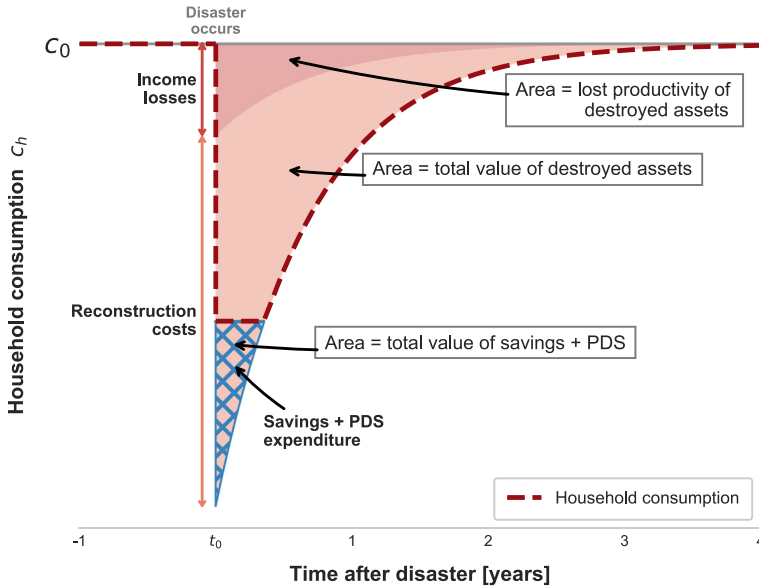 Disaster
occurs
C₀
Income
losses
Area = lost productivity of
destroyed assets
Area = total value of destroyed assets
Household consumption cₕ
Reconstruction
costs
Area = total value of savings + PDS
Savings + PDS
expenditure
Household consumption
-1 t₀ 1 2 3 4
Time after disaster [years]